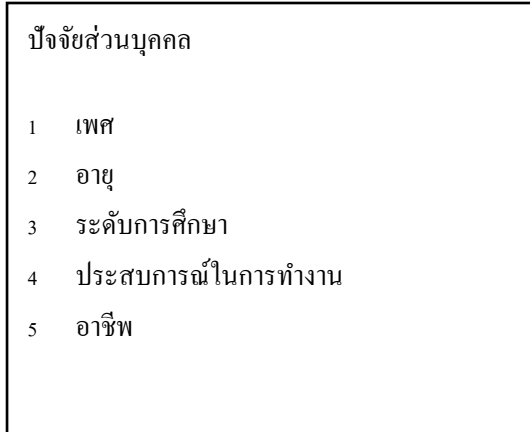 ปัจจัยส่วนบุคคล
1 เพศ
2 อายุ
3 ระดับการศึกษา
4 ประสบการณ์ในการทำงาน
5 อาชีพ